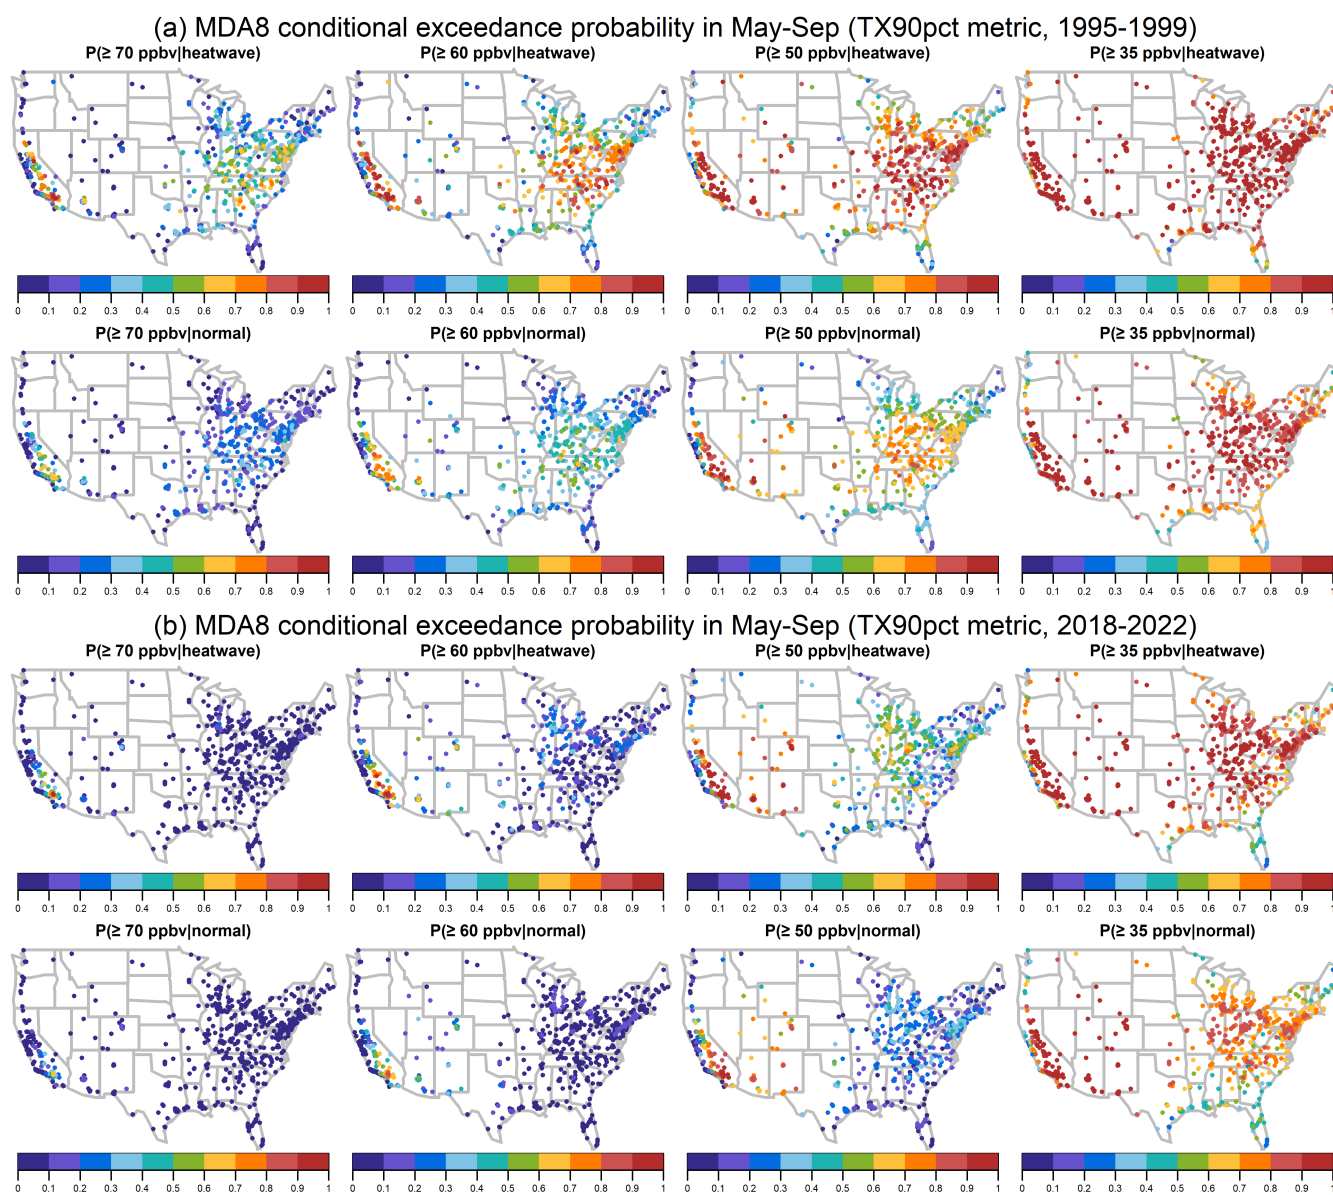 (a) MDA8 conditional exceedance probability in May-Sep (TX90pct metric, 1995-1999)
P(≥ 70 ppbv|heatwave) P(≥ 60 ppbv|heatwave) P(≥ 50 ppbv|heatwave) P(≥ 35 ppbv|heatwave)
0 0.1 0.2 0.3 0.4 0.5 0.6 0.7 0.8 0.9 1 0 0.1 0.2 0.3 0.4 0.5 0.6 0.7 0.8 0.9 1 0 0.1 0.2 0.3 0.4 0.5 0.6 0.7 0.8 0.9 1 0 0.1 0.2 0.3 0.4 0.5 0.6 0.7 0.8 0.9 1
P(≥ 70 ppbv|normal) P(≥ 60 ppbv|normal) P(≥ 50 ppbv|normal) P(≥ 35 ppbv|normal)
0 0.1 0.2 0.3 0.4 0.5 0.6 0.7 0.8 0.9 1 0 0.1 0.2 0.3 0.4 0.5 0.6 0.7 0.8 0.9 1 0 0.1 0.2 0.3 0.4 0.5 0.6 0.7 0.8 0.9 1 0 0.1 0.2 0.3 0.4 0.5 0.6 0.7 0.8 0.9 1
(b) MDA8 conditional exceedance probability in May-Sep (TX90pct metric, 2018-2022)
P(≥ 70 ppbv|heatwave) P(≥ 60 ppbv|heatwave) P(≥ 50 ppbv|heatwave) P(≥ 35 ppbv|heatwave)
0 0.1 0.2 0.3 0.4 0.5 0.6 0.7 0.8 0.9 1 0 0.1 0.2 0.3 0.4 0.5 0.6 0.7 0.8 0.9 1 0 0.1 0.2 0.3 0.4 0.5 0.6 0.7 0.8 0.9 1 0 0.1 0.2 0.3 0.4 0.5 0.6 0.7 0.8 0.9 1
P(≥ 70 ppbv|normal) P(≥ 60 ppbv|normal) P(≥ 50 ppbv|normal) P(≥ 35 ppbv|normal)
0 0.1 0.2 0.3 0.4 0.5 0.6 0.7 0.8 0.9 1 0 0.1 0.2 0.3 0.4 0.5 0.6 0.7 0.8 0.9 1 0 0.1 0.2 0.3 0.4 0.5 0.6 0.7 0.8 0.9 1 0 0.1 0.2 0.3 0.4 0.5 0.6 0.7 0.8 0.9 1